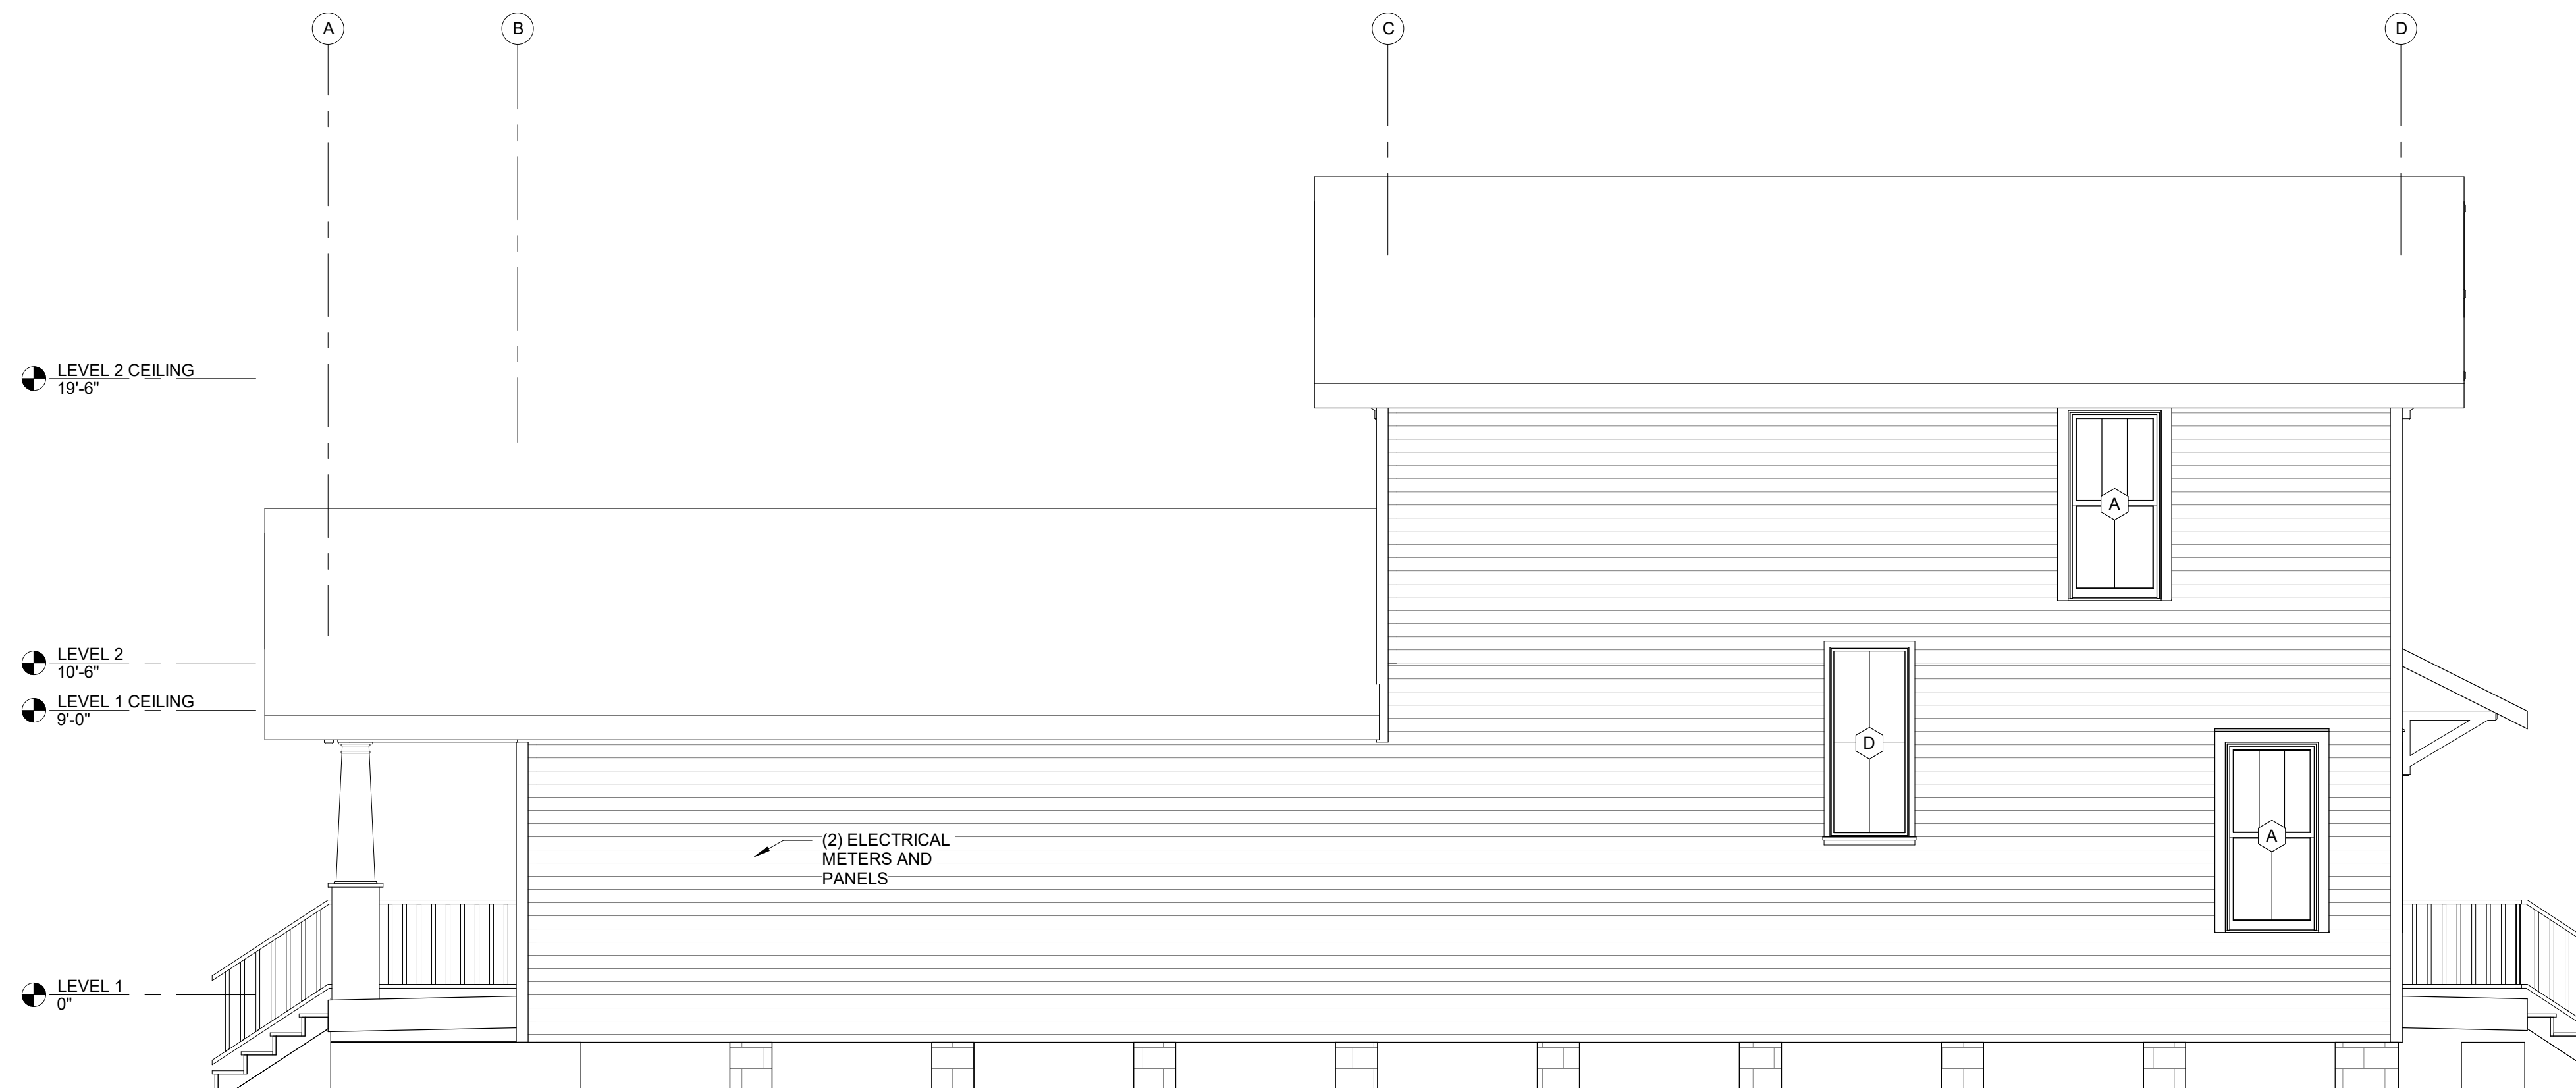 A
B
C
D
LEVEL 2 CEILING
19'-6"
A
LEVEL 2
10'-6"
LEVEL 1 CEILING
9'-0"
D
A
(2) ELECTRICAL
METERS AND
PANELS
LEVEL 1
0"